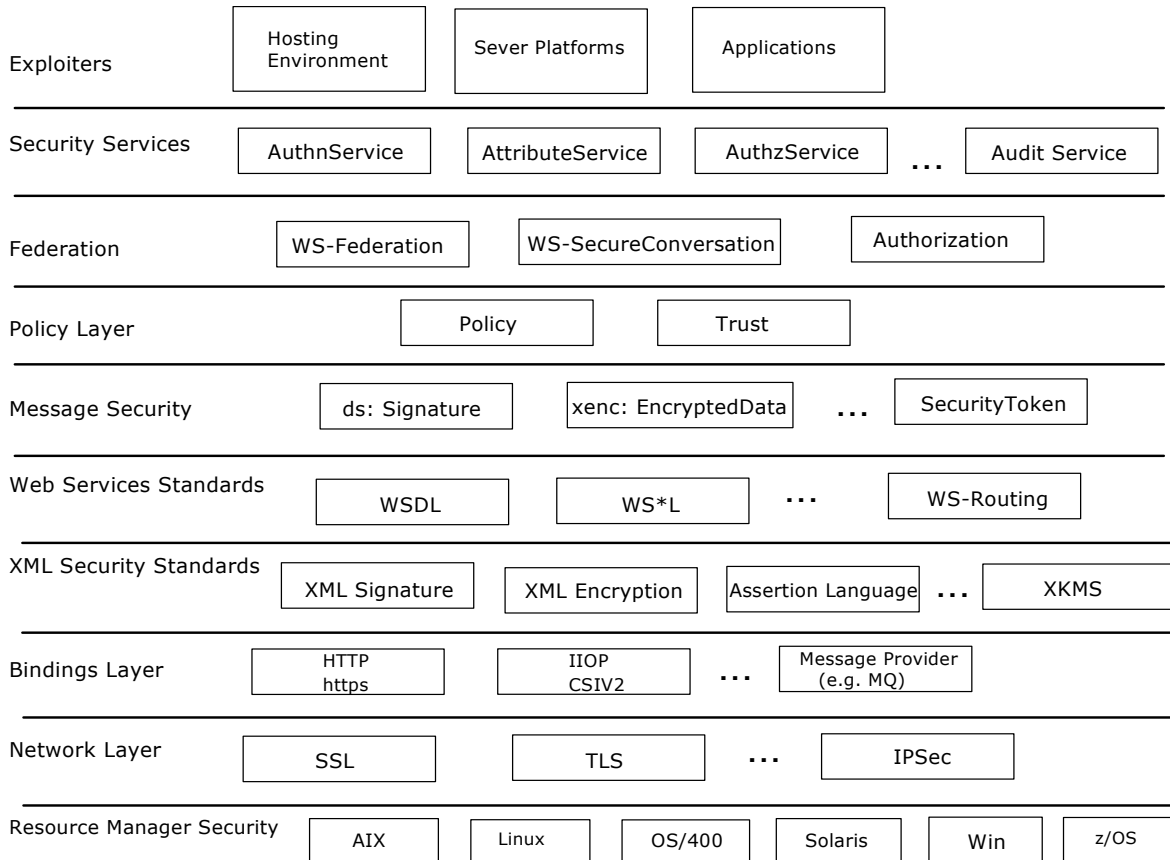 Exploiters
Hosting
Environment
Sever Platforms
Applications
Security Services
AuthnService
AttributeService
AuthzService
...
Audit Service
Federation
WS-Federation
WS-SecureConversation
Authorization
Policy Layer
Policy
Trust
Message Security
ds: Signature
xenc: EncryptedData
...
SecurityToken
Web Services Standards
WSDL
WS*L
...
WS-Routing
XML Security Standards
XML Signature
XML Encryption
Assertion Language
...
XKMS
Bindings Layer
HTTP
https
IIOP
CSIV2
...
Message Provider
(e.g. MQ)
Network Layer
SSL
TLS
...
IPSec
Resource Manager Security
AIX
Linux
OS/400
Solaris
Win
z/OS